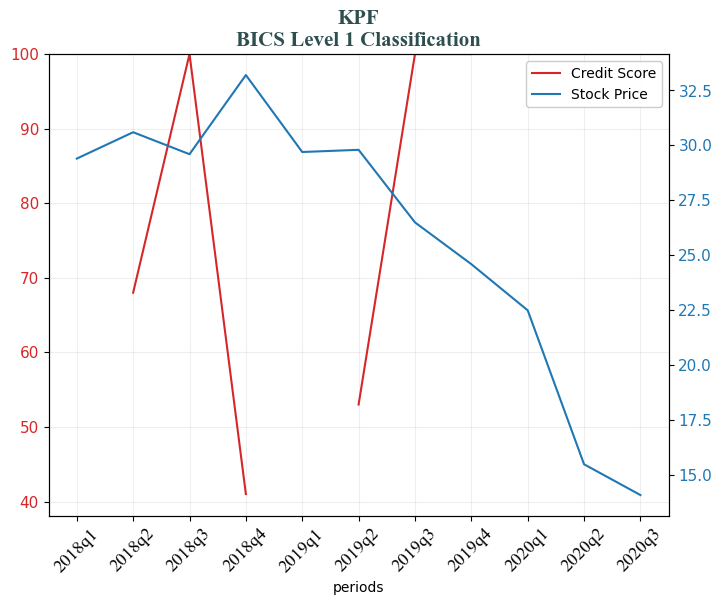 KPF
BICS Level 1 Classification
Credit Score
Stock Price
100
90
80
70
60
50
40
32.5
30.0
27.5
25.0
22.5
20.0
17.5
15.0
2018q1
2018q2
2018q3
2018q4
2019q1
2019q2
2019q3
2019q4
2020q1
2020q2
2020q3
periods